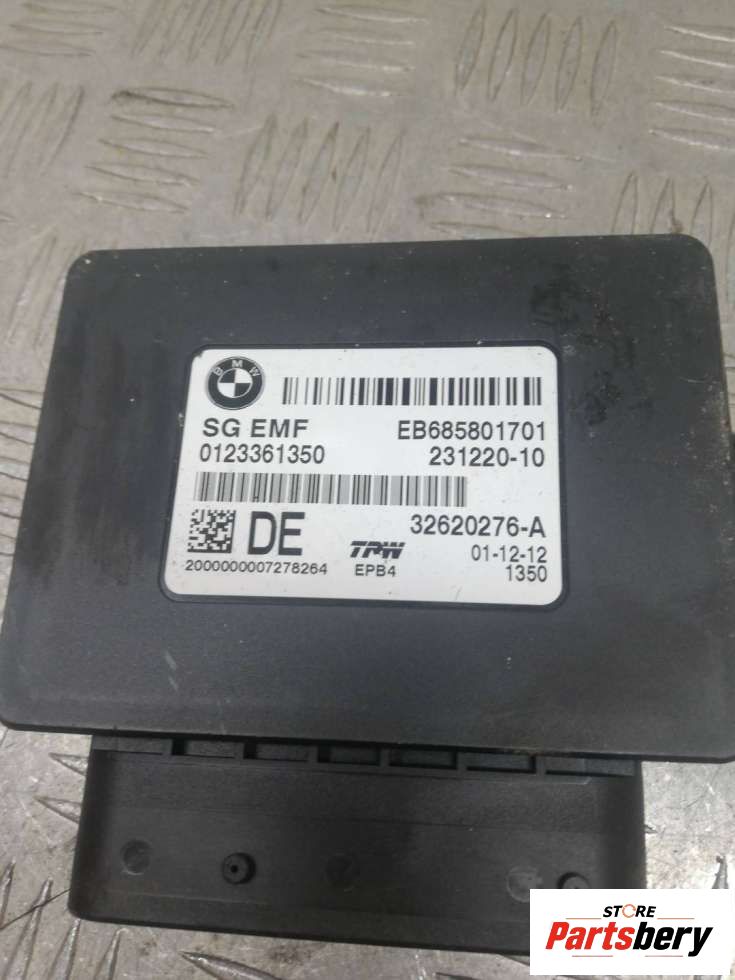 BMW
SG EMF EB685801701
0123361350 231220-10
DE 32620276-A
TRW 01-12-12
2000000007278264 EPB4 1350
STORE
Partsbery